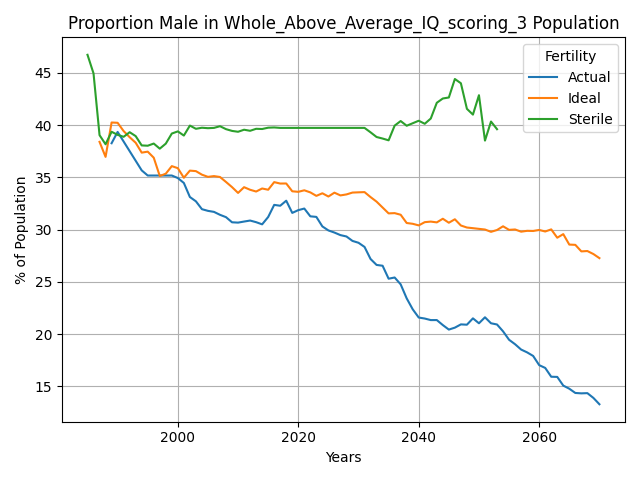 Proportion Male in Whole_Above_Average_IQ_scoring_3 Population
Fertility
Actual
Ideal
Sterile
% of Population
45
40
35
30
25
20
15
2000
2020
2040
2060
Years